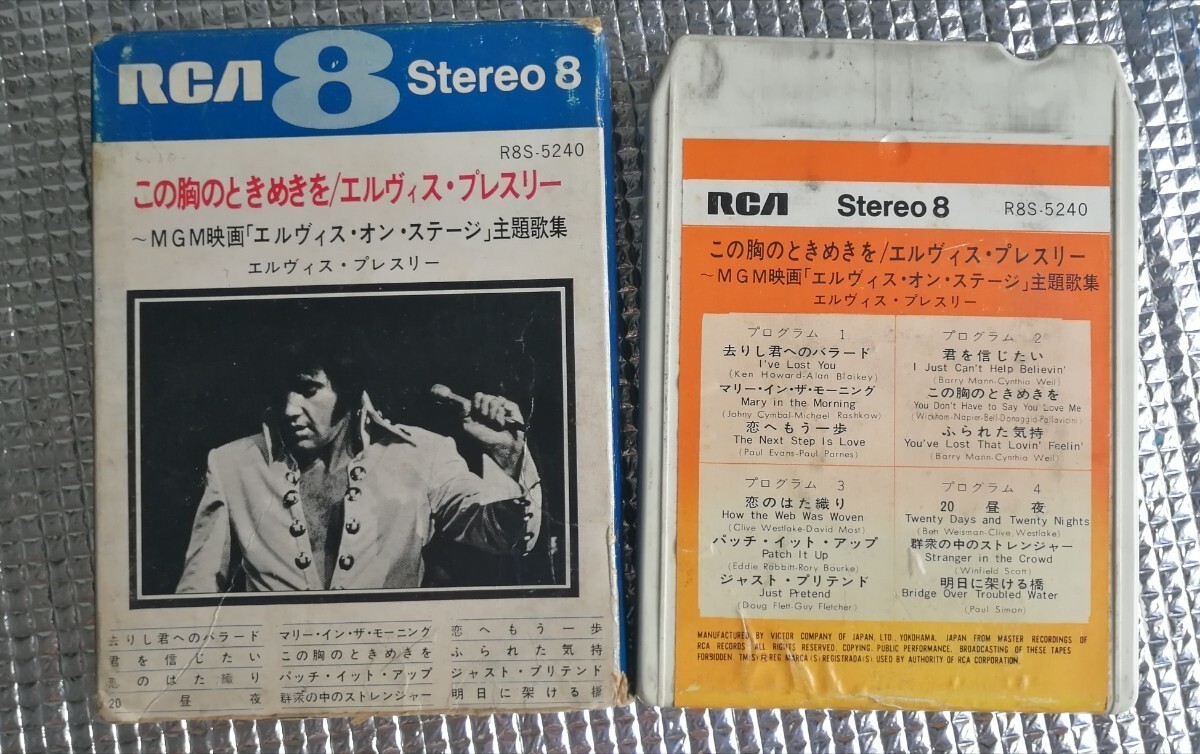 RCA 8 Stereo 8
R8S-5240
この胸のときめきを/エルヴィス・プレスリー
～MGM映画「エルヴィス・オン・ステージ」主題歌集
エルヴィス・プレスリー
去りし君へのバラード マリー・イン・ザ・モーニング 恋へもう一歩
君を信じたい この胸のときめきを ふられた気持
恋のはた織り パッチ・イット・アップ ジャスト・プリテンド
20 昼夜 群衆の中のストレンジャー 明日に架ける橋
RCA Stereo 8 R8S-5240
この胸のときめきを/エルヴィス・プレスリー
～MGM映画「エルヴィス・オン・ステージ」主題歌集
エルヴィス・プレスリー
プログラム 1
去りし君へのバラード
I've Lost You
(Ken Howard-Alan Blaikey)
マリー・イン・ザ・モーニング
Mary in the Morning
(Johny Cymbal-Michael Rashkow)
恋へもう一歩
The Next Step Is Love
(Paul Evans-Paul Parnes)
プログラム 2
君を信じたい
I Just Can't Help Believin'
(Barry Mann-Cynthia Weil)
この胸のときめきを
You Don't Have to Say You Love Me
(Wickham-Napier-Bell-Donaggio-Pallavicini)
ふられた気持
You've Lost That Lovin' Feelin'
(Barry Mann-Cynthia Weil)
プログラム 3
恋のはた織り
How the Web Was Woven
(Clive Westlake-David Most)
パッチ・イット・アップ
Patch It Up
(Eddie Rabbitt-Rory Bourke)
ジャスト・プリテンド
Just Pretend
(Doug Flett-Guy Fletcher)
プログラム 4
20 昼夜
Twenty Days and Twenty Nights
(Ben Weisman-Clive Westlake)
群衆の中のストレンジャー
Stranger in the Crowd
(Winfield Scott)
明日に架ける橋
Bridge Over Troubled Water
(Paul Simon)
MANUFACTURED BY VICTOR COMPANY OF JAPAN, LTD. YOKOHAMA, JAPAN FROM MASTER RECORDINGS OF
RCA RECORDS ALL RIGHTS RESERVED. COPYING, PUBLIC PERFORMANCE, BROADCASTING OF THESE TAPES
FORBIDDEN. TM(S) R REG MARCA(S) REGISTRADA(S) USED BY AUTHORITY OF RCA CORPORATION.